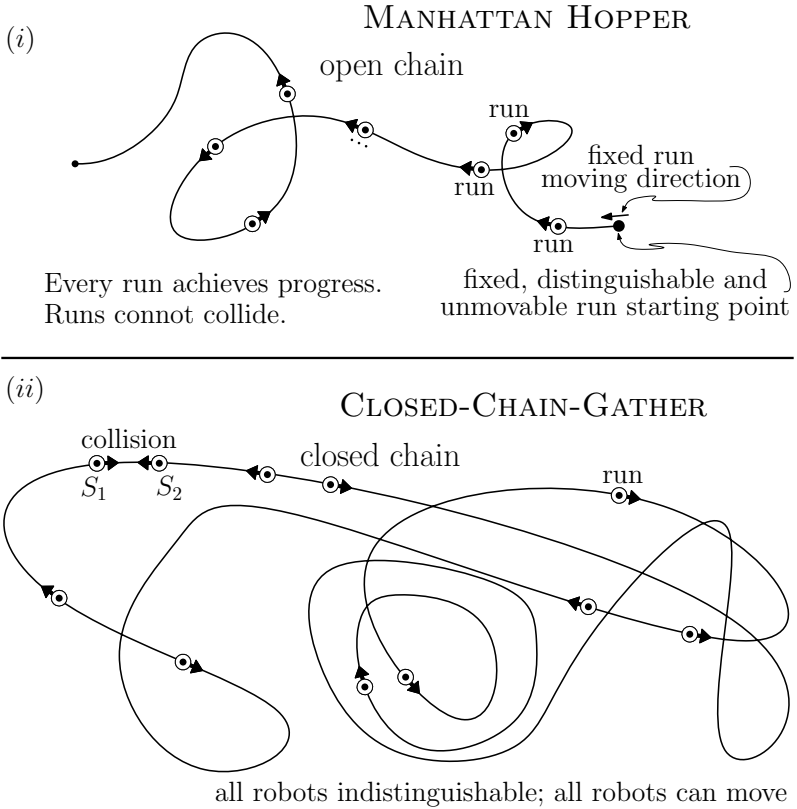 (i)
MANHATTAN HOPPER
open chain
run
fixed run
moving direction
...
run
run
Every run achieves progress.
Runs connot collide.
fixed, distinguishable and
unmovable run starting point
(ii)
CLOSED-CHAIN-GATHER
collision
closed chain
run
S1 S2
all robots indistinguishable; all robots can move